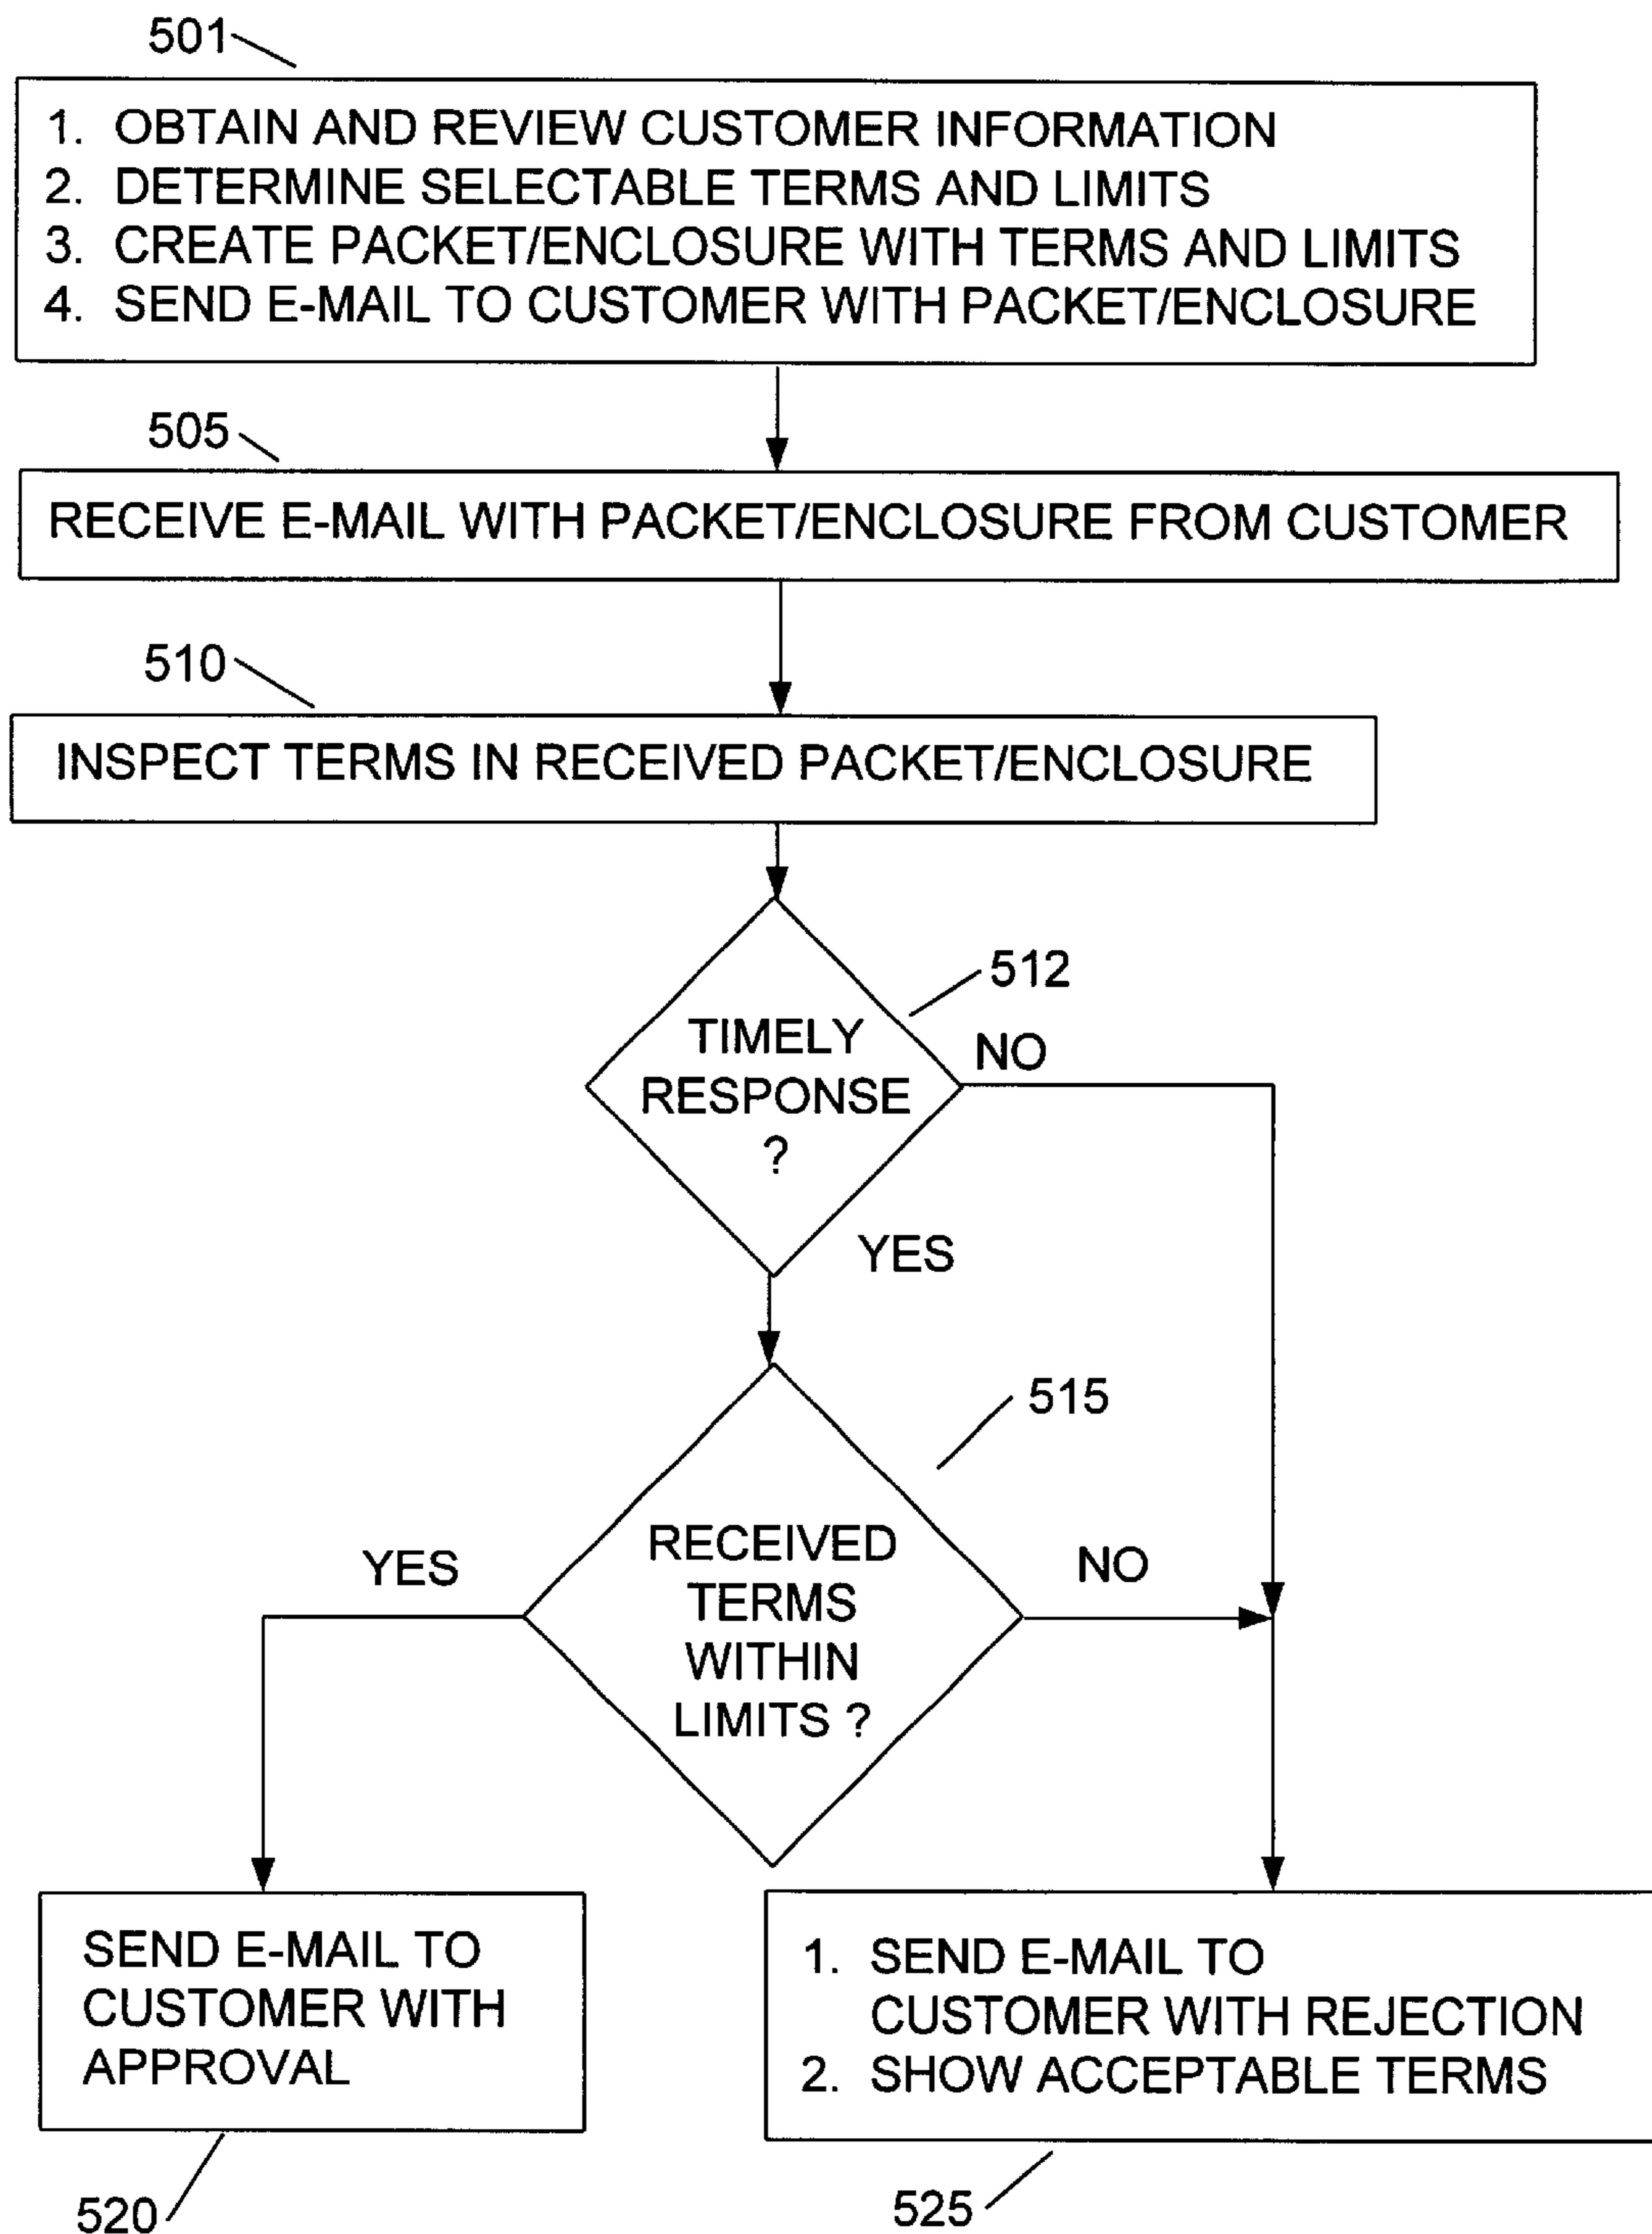 501
1. OBTAIN AND REVIEW CUSTOMER INFORMATION
2. DETERMINE SELECTABLE TERMS AND LIMITS
3. CREATE PACKET/ENCLOSURE WITH TERMS AND LIMITS
4. SEND E-MAIL TO CUSTOMER WITH PACKET/ENCLOSURE
505
RECEIVE E-MAIL WITH PACKET/ENCLOSURE FROM CUSTOMER
510
INSPECT TERMS IN RECEIVED PACKET/ENCLOSURE
512
TIMELY
RESPONSE
?
NO
YES
515
RECEIVED
TERMS
WITHIN
LIMITS ?
YES
NO
SEND E-MAIL TO
CUSTOMER WITH
APPROVAL
520
1. SEND E-MAIL TO
CUSTOMER WITH REJECTION
2. SHOW ACCEPTABLE TERMS
525